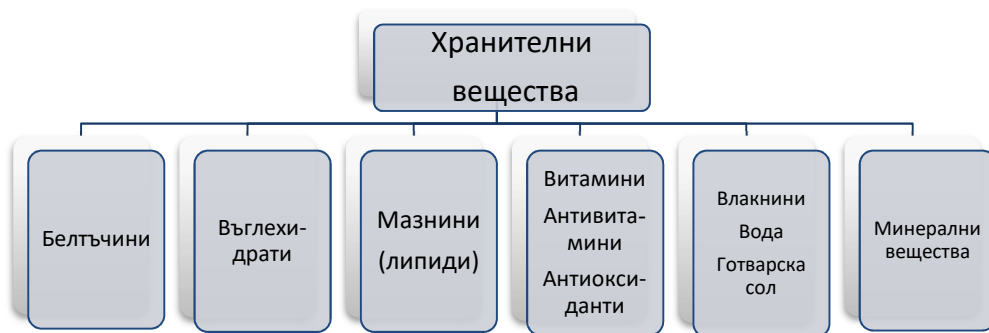 Хранителни
вещества
Белтъчини
Въглехи-
драти
Мазнини
(липиди)
Витамини
Антивита-
мини
Антиокси-
данти
Влакнини
Вода
Готварска
сол
Минерални
вещества